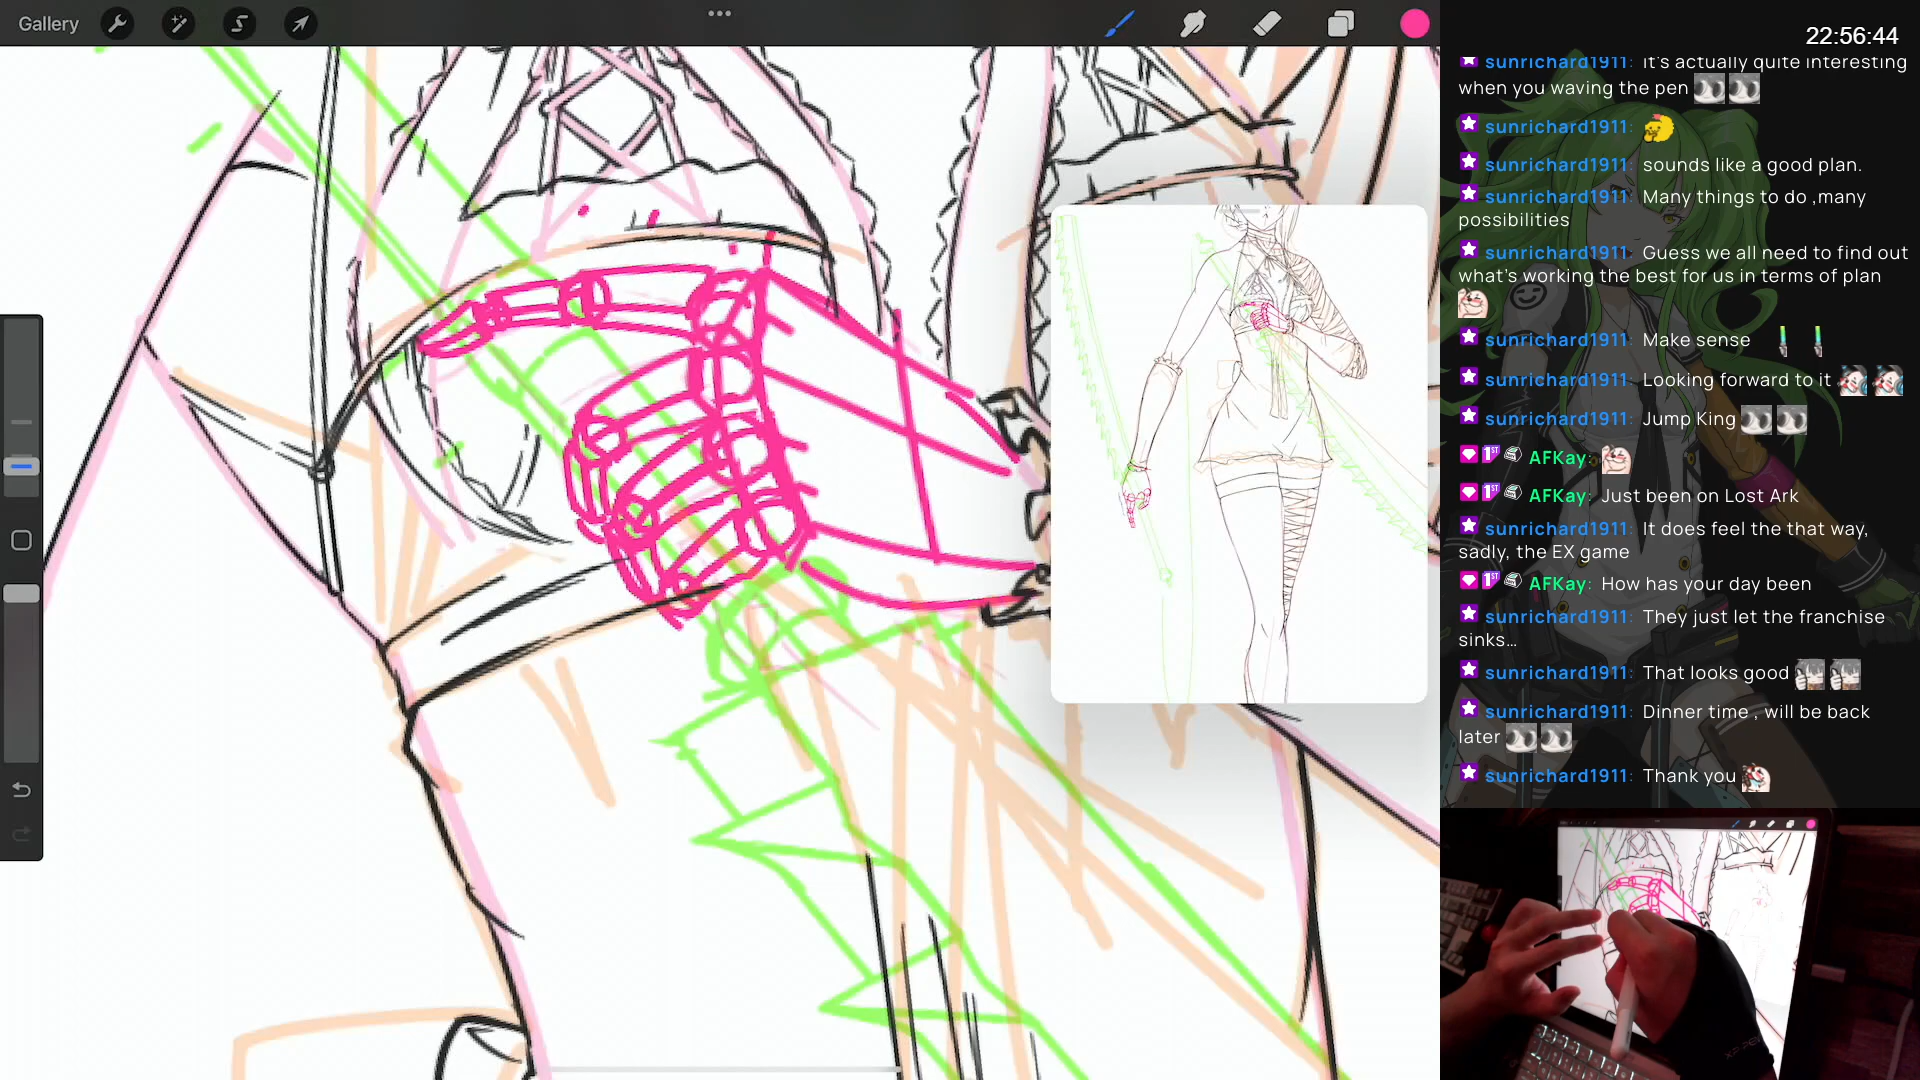 Gallery
22:56:44
sunrichard1911: it's actually quite interesting
when you waving the pen
sunrichard1911:
sunrichard1911: sounds like a good plan.
sunrichard1911: Many things to do ,many
possibilities
sunrichard1911: Guess we all need to find out
what's working the best for us in terms of plan
sunrichard1911: Make sense
sunrichard1911: Looking forward to it
sunrichard1911: Jump King
1ST AFKay:
1ST AFKay: Just been on Lost Ark
sunrichard1911: It does feel the that way,
sadly, the EX game
1ST AFKay: How has your day been
sunrichard1911: They just let the franchise
sinks...
sunrichard1911: That looks good
sunrichard1911: Dinner time , will be back
later
sunrichard1911: Thank you